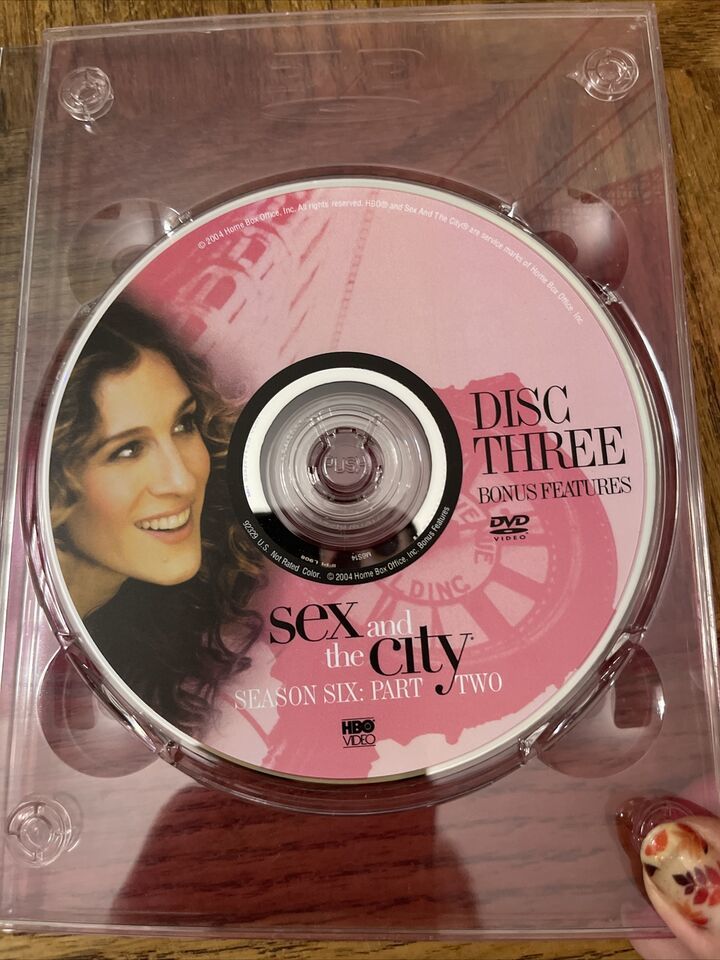 © 2004 Home Box Office, Inc. All rights reserved. HBO® and Sex And The City® are service marks of Home Box Office, Inc.
DISC
THREE
BONUS FEATURES
DVD
VIDEO
PUSH
92329 U.S. Not Rated Color. © 2004 Home Box Office, Inc. Bonus Features
DINC
sex and
the city
SEASON SIX: PART TWO
HBO
VIDEO